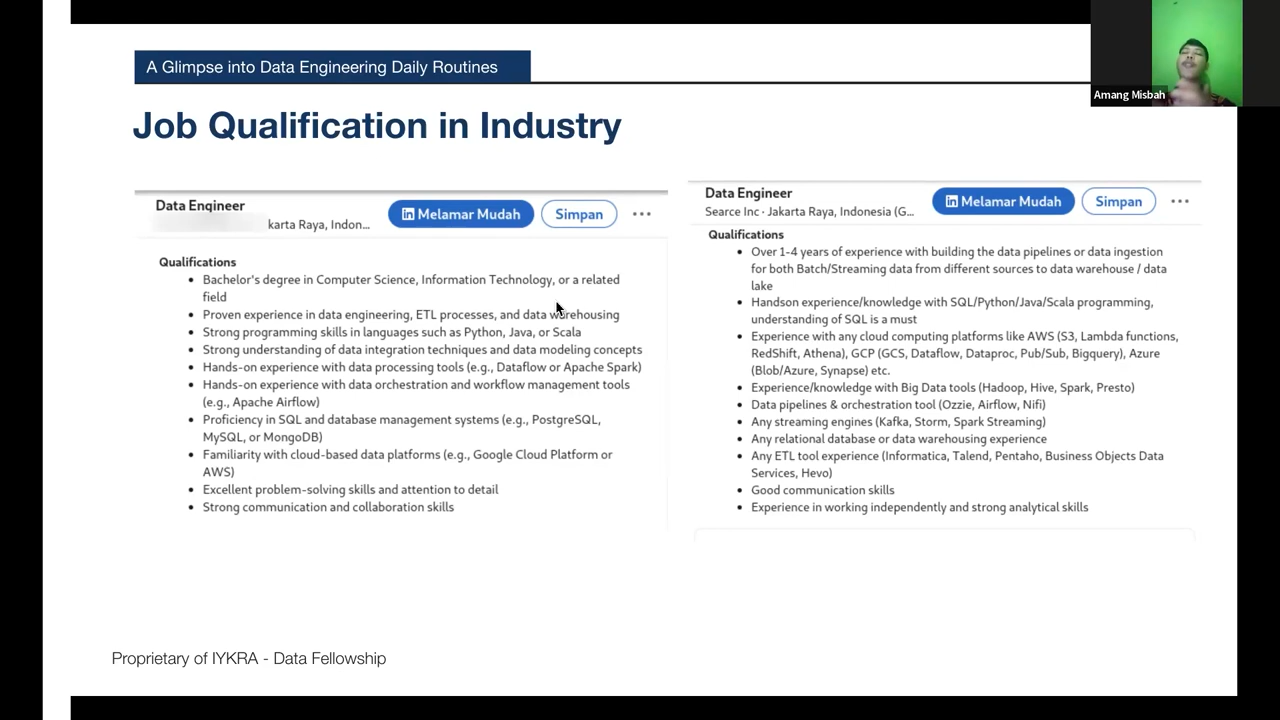 A Glimpse into Data Engineering Daily Routines
Amang Misbah
Job Qualification in Industry
Data Engineer
karta Raya, Indon...
in Melamar Mudah
Simpan
Qualifications
• Bachelor's degree in Computer Science, Information Technology, or a related
field
• Proven experience in data engineering, ETL processes, and data warehousing
• Strong programming skills in languages such as Python, Java, or Scala
• Strong understanding of data integration techniques and data modeling concepts
• Hands-on experience with data processing tools (e.g., Dataflow or Apache Spark)
• Hands-on experience with data orchestration and workflow management tools
(e.g., Apache Airflow)
• Proficiency in SQL and database management systems (e.g., PostgreSQL,
MySQL, or MongoDB)
• Familiarity with cloud-based data platforms (e.g., Google Cloud Platform or
AWS)
• Excellent problem-solving skills and attention to detail
• Strong communication and collaboration skills
Data Engineer
Searce Inc · Jakarta Raya, Indonesia (G...
in Melamar Mudah
Simpan
Qualifications
• Over 1-4 years of experience with building the data pipelines or data ingestion
for both Batch/Streaming data from different sources to data warehouse / data
lake
• Handson experience/knowledge with SQL/Python/Java/Scala programming,
understanding of SQL is a must
• Experience with any cloud computing platforms like AWS (S3, Lambda functions,
RedShift, Athena), GCP (GCS, Dataflow, Dataproc, Pub/Sub, Bigquery), Azure
(Blob/Azure, Synapse) etc.
• Experience/knowledge with Big Data tools (Hadoop, Hive, Spark, Presto)
• Data pipelines & orchestration tool (Ozzie, Airflow, Nifi)
• Any streaming engines (Kafka, Storm, Spark Streaming)
• Any relational database or data warehousing experience
• Any ETL tool experience (Informatica, Talend, Pentaho, Business Objects Data
Services, Hevo)
• Good communication skills
• Experience in working independently and strong analytical skills
Proprietary of IYKRA - Data Fellowship